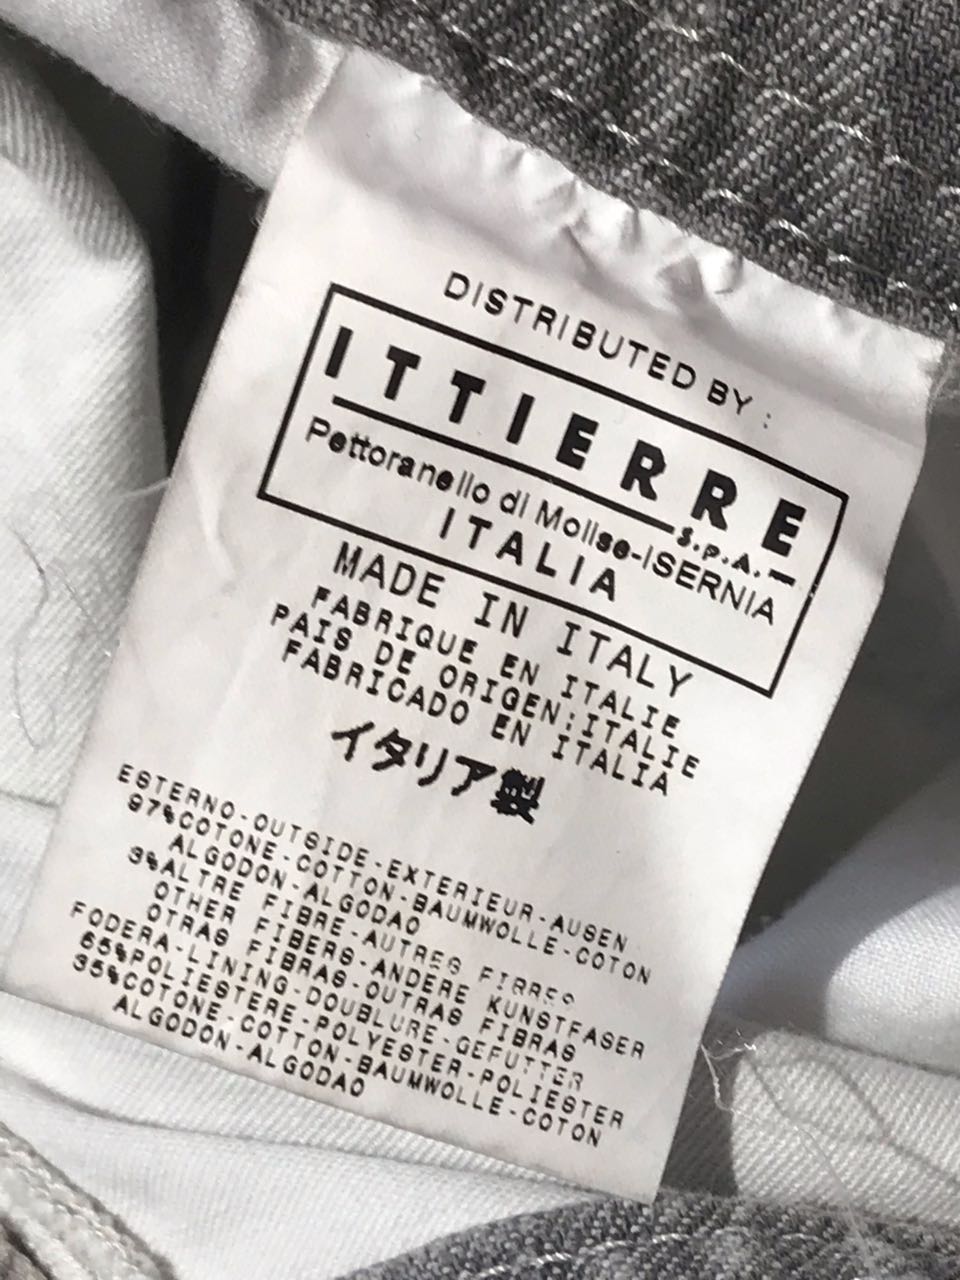 DISTRIBUTED BY :
ITTIERRE
S.P.A.
Pettoranello di Molise-ISERNIA
ITALIA
MADE IN ITALY
FABRIQUE EN ITALIE
PAIS DE ORIGEN:ITALIE
FABRICADO EN ITALIA
イタリア製
ESTERNO-OUTSIDE-EXTERIEUR-AUSEN
97%COTONE-COTTON-BAUMWOLLE-COTON
ALGODON-ALGODAO
3%ALTRE FIBRE-AUTRES FIBRES
OTHER FIBERS-ANDERE KUNSTFASER
OTRAS FIBRAS-OUTRAS FIBRAS
FODERA-LINING-DOUBLURE-GEFUTTER
65%POLIESTERE-POLYESTER-POLIESTER
35%COTONE-COTTON-BAUMWOLLE-COTON
ALGODON-ALGODAO